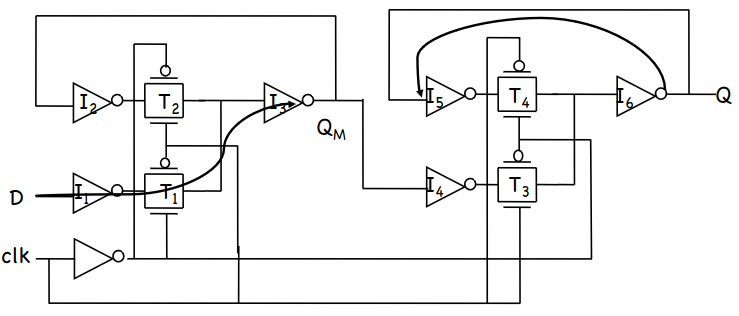 I2 T2 I3 QM
I5 T4 I6 Q
D I1 T1
I4 T3
clk